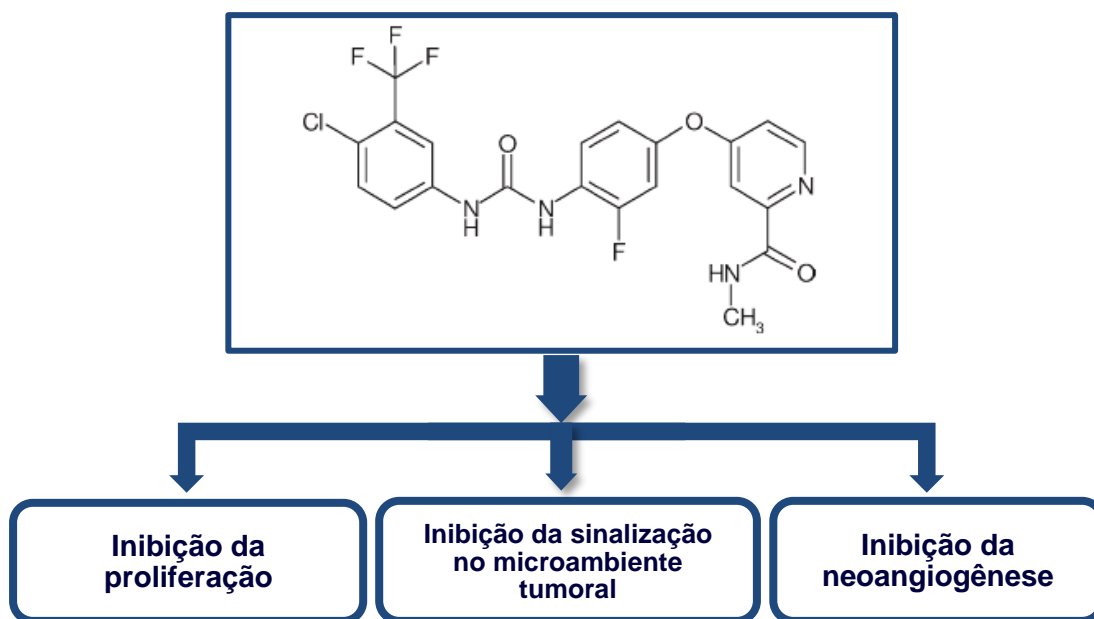 F
F
F
Cl
O
O
N
H
N
H
F
N
HN
O
CH3
Inibição da
proliferação
Inibição da sinalização
no microambiente
tumoral
Inibição da
neoangiogênese